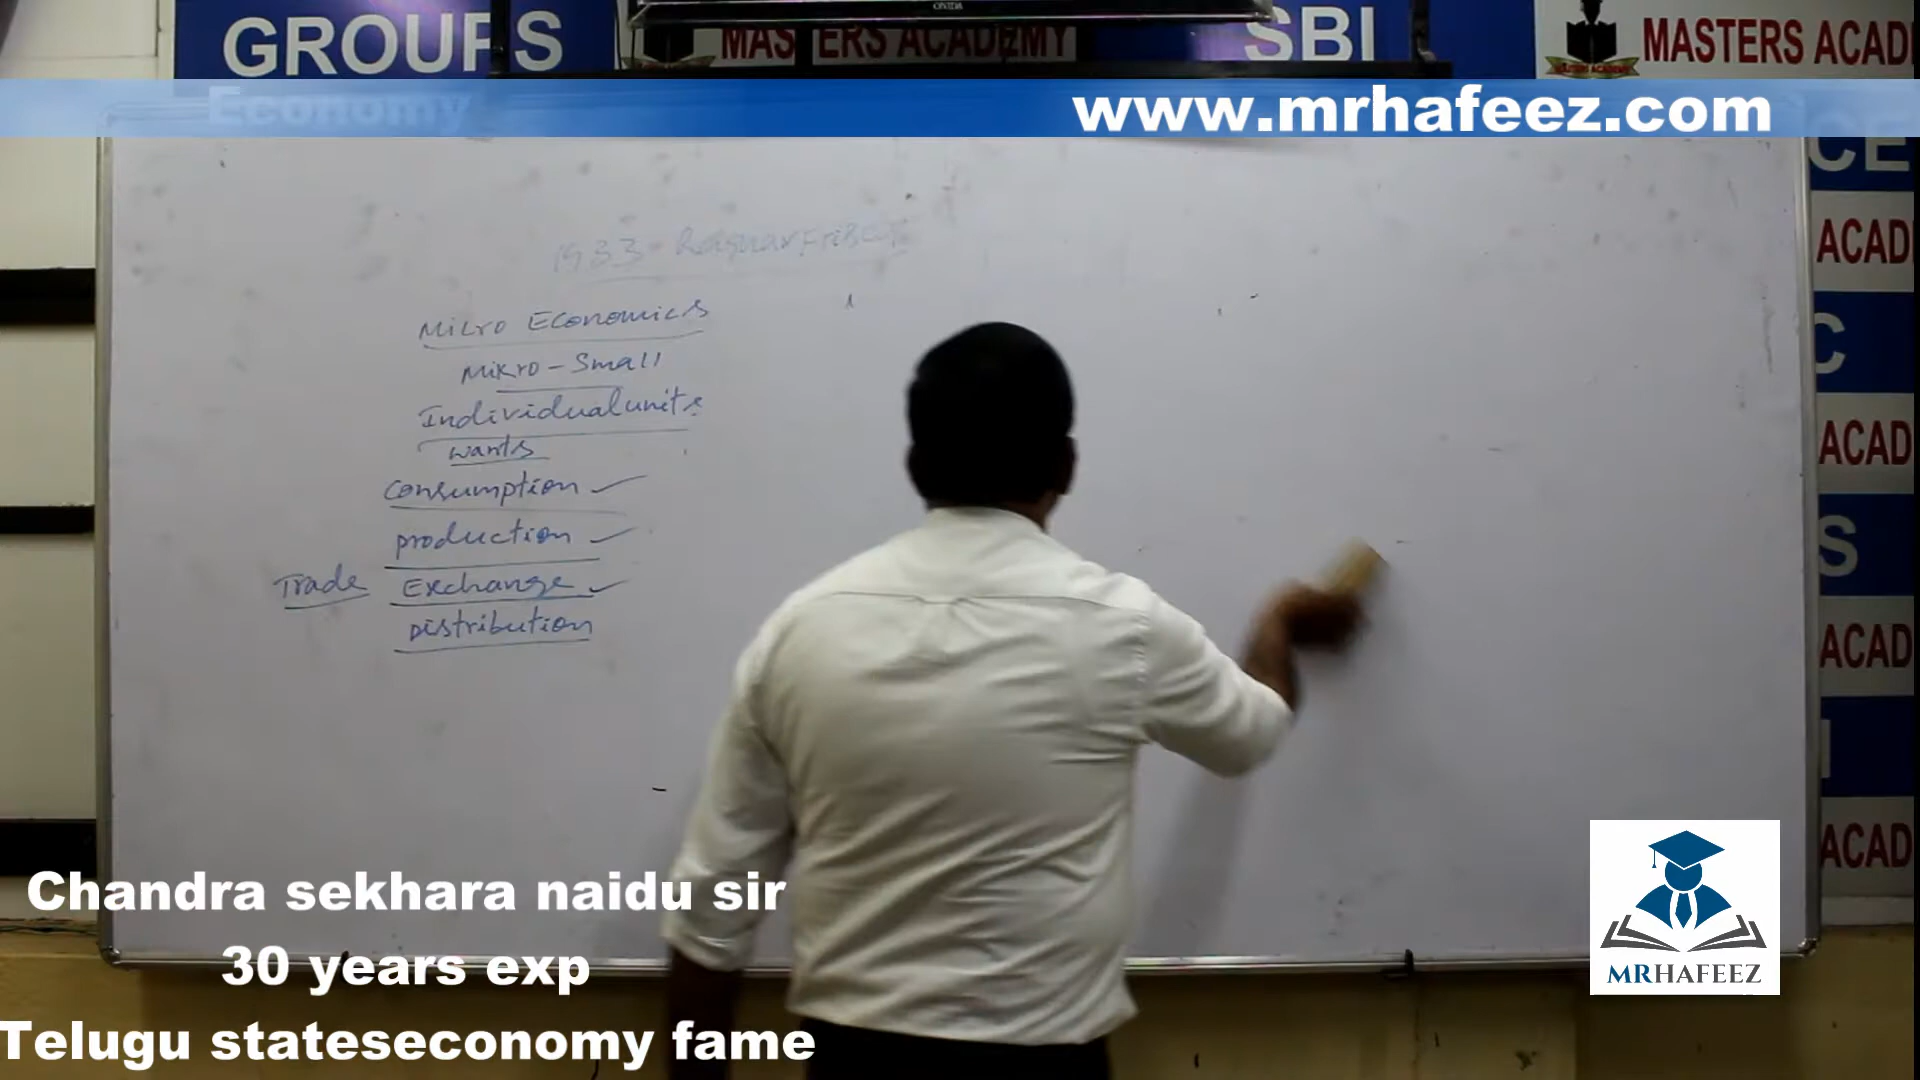 GROUPS
MASTERS ACADEMY
ONIDA
SBI
MASTERS ACAD
Economy
www.mrhafeez.com
CE
1933 - Ragnar Frisch
Micro Economics
Mikro - Small
Individual units
wants
Consumption
production
Trade Exchange
Distribution
ACAD
C
ACAD
S
ACAD
I
ACAD
Chandra sekhara naidu sir
30 years exp
Telugu stateseconomy fame
MRHAFEEZ